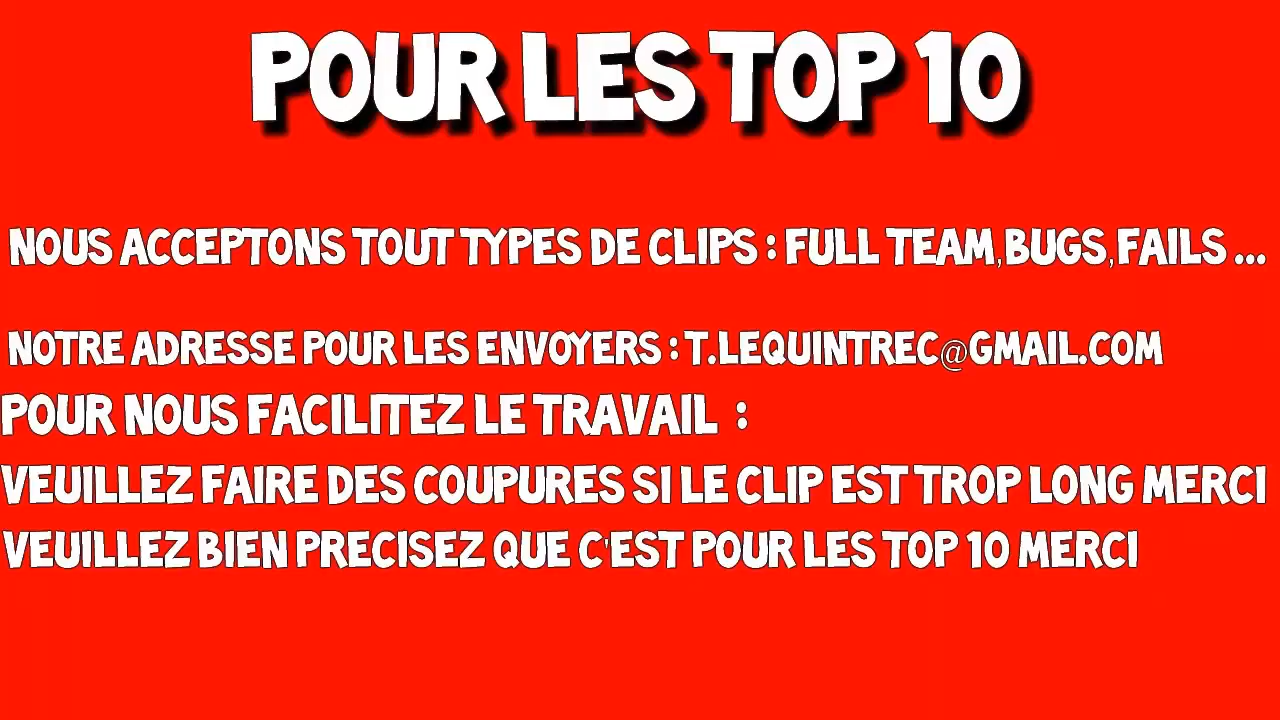 POUR LES TOP 10
NOUS ACCEPTONS TOUT TYPES DE CLIPS : FULL TEAM,BUGS,FAILS ...
NOTRE ADRESSE POUR LES ENVOYERS : T.LEQUINTREC@GMAIL.COM
POUR NOUS FACILITEZ LE TRAVAIL :
VEUILLEZ FAIRE DES COUPURES SI LE CLIP EST TROP LONG MERCI
VEUILLEZ BIEN PRECISEZ QUE C'EST POUR LES TOP 10 MERCI